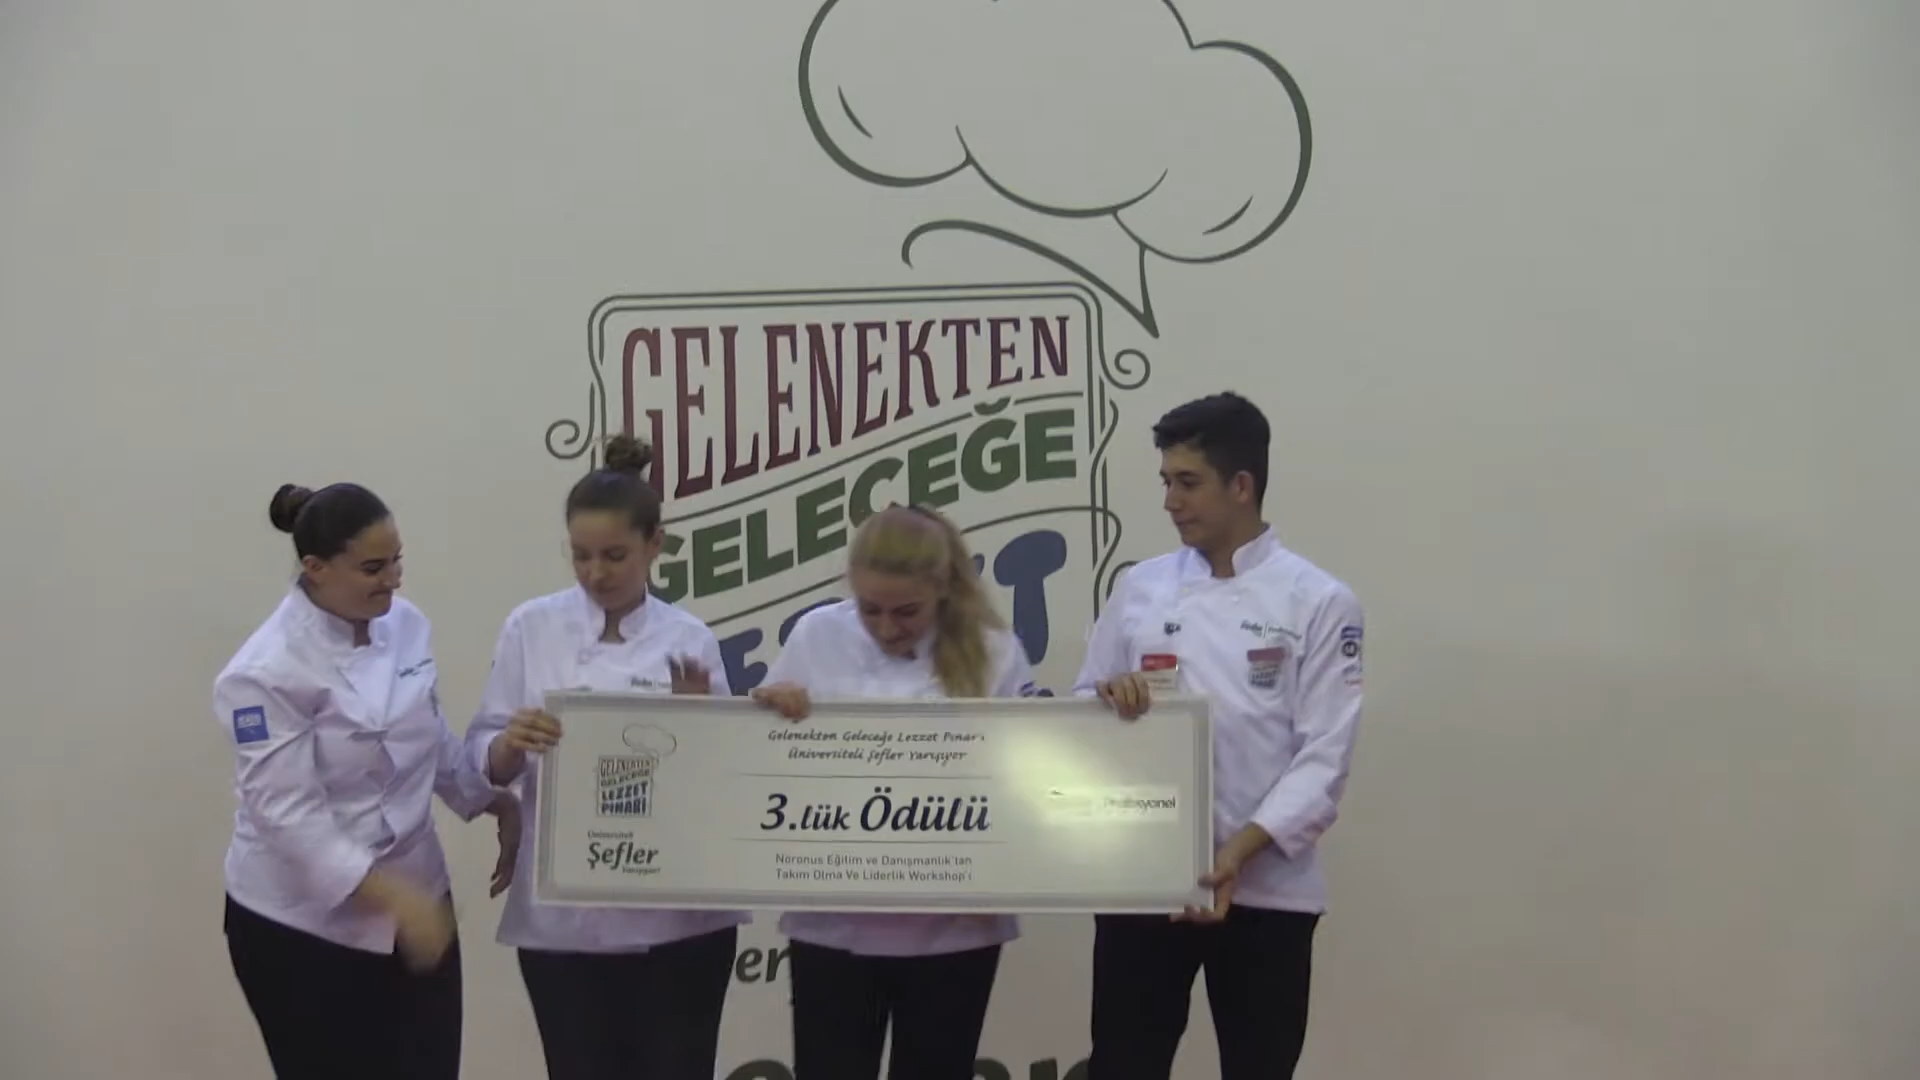 GELENEKTEN
GELECEĞE
Gelenekten Geleceğe Lezzet Pınarı
Üniversiteli Şefler Yarışıyor
GELENEKTEN
GELECEĞE
LEZZET
PINARI
3.lük Ödülü
Profesyonel
Üniversiteli
Şefler
Yarışıyor
Noronus Eğitim ve Danışmanlık'tan
Takım Olma Ve Liderlik Workshop'ı